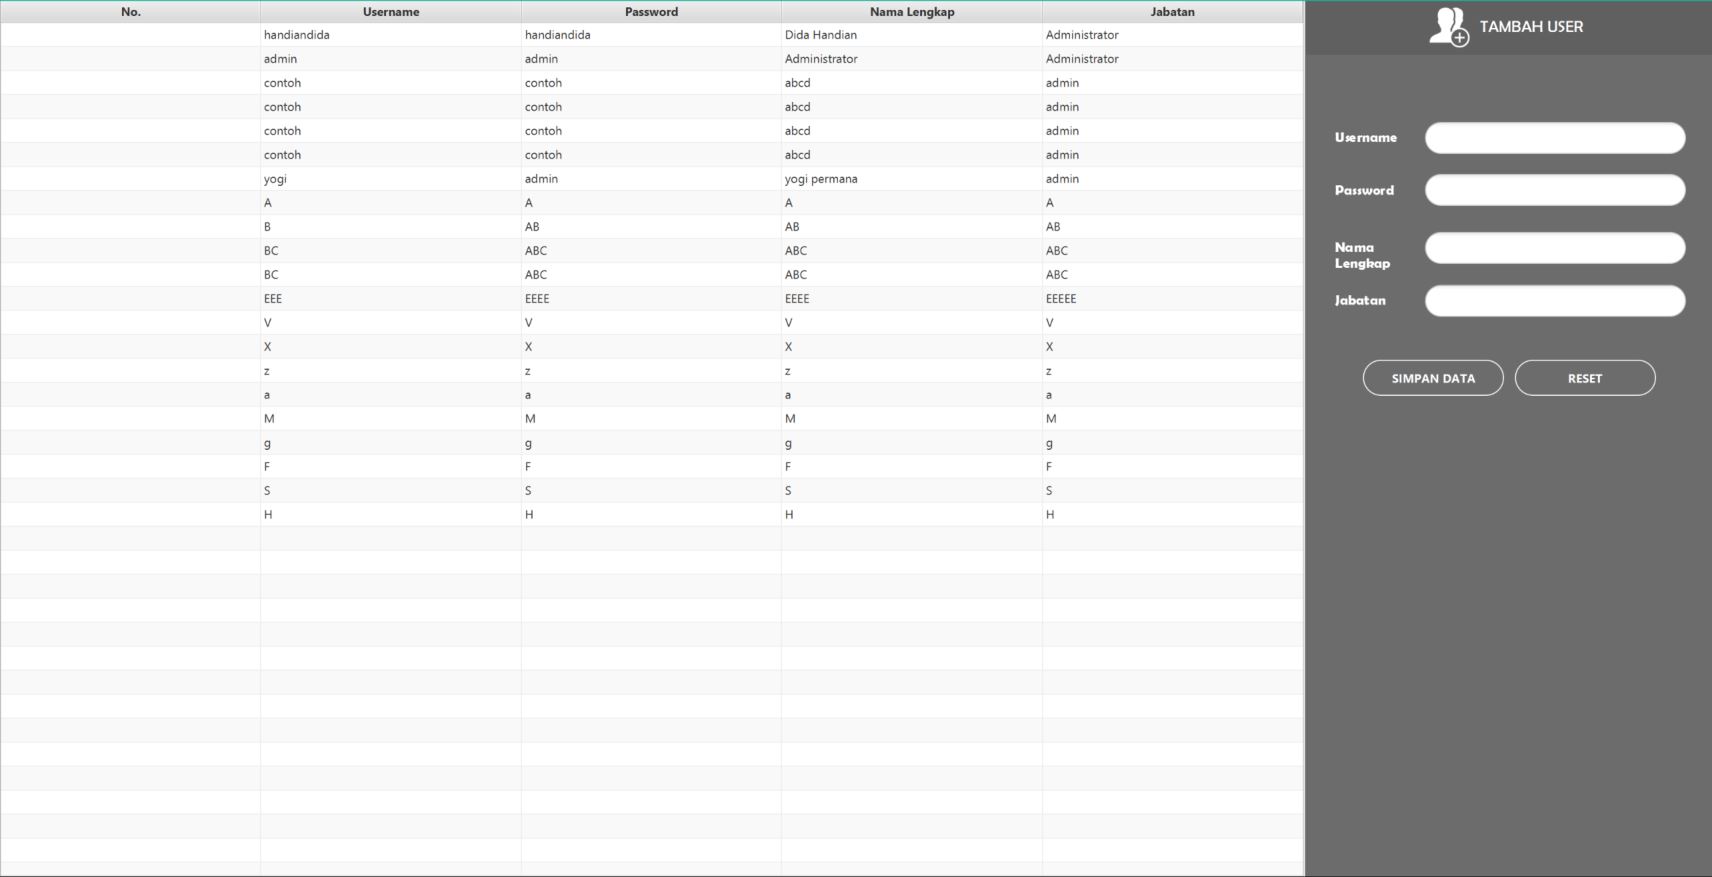 No. Username Password Nama Lengkap Jabatan
handiandida handiandida Dida Handian Administrator
admin admin Administrator Administrator
contoh contoh abcd admin
contoh contoh abcd admin
contoh contoh abcd admin
contoh contoh abcd admin
yogi admin yogi permana admin
A A A A
B AB AB AB
BC ABC ABC ABC
BC ABC ABC ABC
EEE EEEE EEEE EEEEE
V V V V
X X X X
z z z z
a a a a
M M M M
g g g g
F F F F
S S S S
H H H H
TAMBAH USER
Username
Password
Nama
Lengkap
Jabatan
SIMPAN DATA RESET